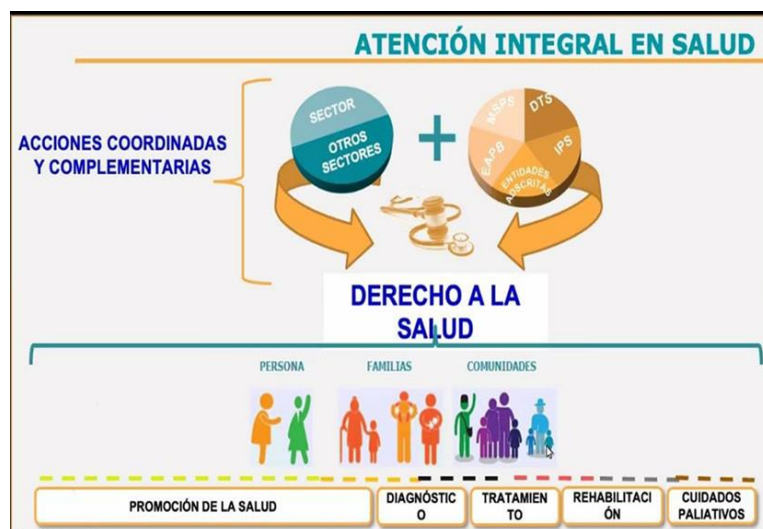 ATENCIÓN INTEGRAL EN SALUD
ACCIONES COORDINADAS
Y COMPLEMENTARIAS
SECTOR
OTROS
SECTORES
+
MSPS
DTS
EAPB
IPS
ENTIDADES
ADSCRITAS
DERECHO A LA
SALUD
PERSONA
FAMILIAS
COMUNIDADES
PROMOCIÓN DE LA SALUD
DIAGNÓSTIC
O
TRATAMIEN
TO
REHABILITACI
ÓN
CUIDADOS
PALIATIVOS